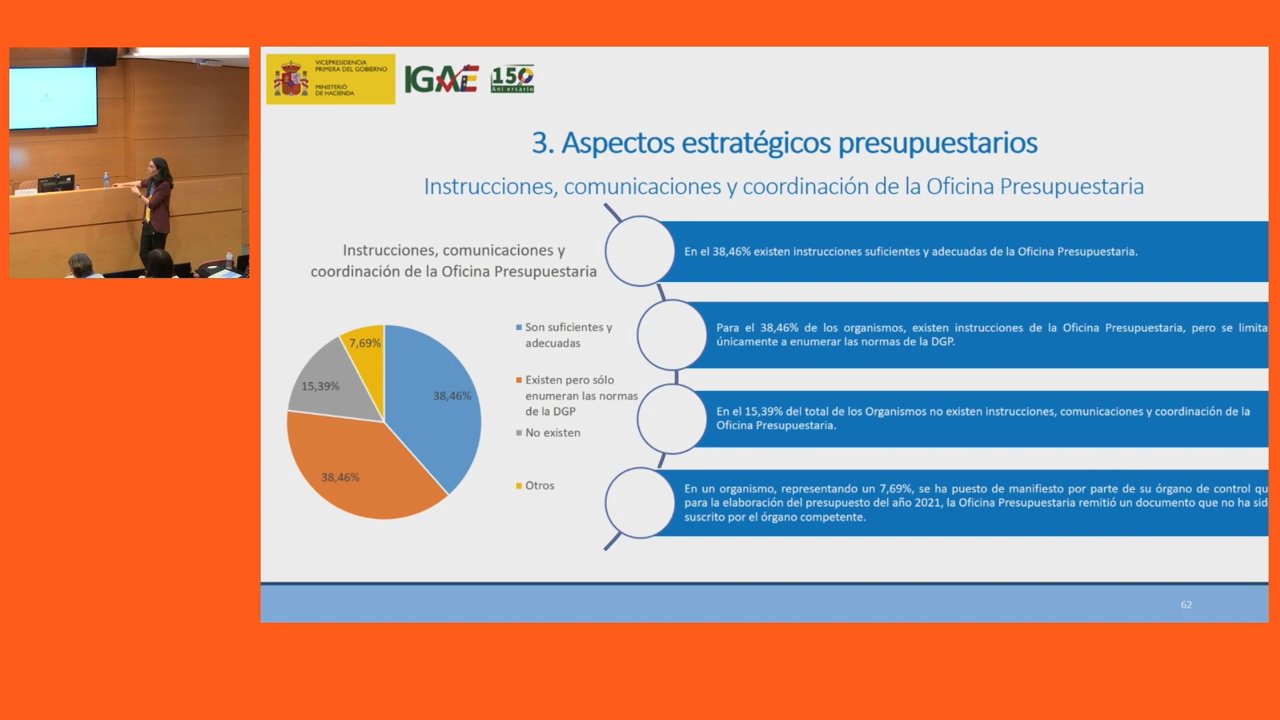 VICEPRESIDENCIA
PRIMERA DEL GOBIERNO
MINISTERIO
DE HACIENDA
IGAE
150
Aniversario
3. Aspectos estratégicos presupuestarios
Instrucciones, comunicaciones y coordinación de la Oficina Presupuestaria
Instrucciones, comunicaciones y
coordinación de la Oficina Presupuestaria
7,69%
15,39%
38,46%
38,46%
Son suficientes y
adecuadas
Existen pero sólo
enumeran las normas
de la DGP
No existen
Otros
En el 38,46% existen instrucciones suficientes y adecuadas de la Oficina Presupuestaria.
Para el 38,46% de los organismos, existen instrucciones de la Oficina Presupuestaria, pero se limita
únicamente a enumerar las normas de la DGP.
En el 15,39% del total de los Organismos no existen instrucciones, comunicaciones y coordinación de la
Oficina Presupuestaria.
En un organismo, representando un 7,69%, se ha puesto de manifiesto por parte de su órgano de control qu
para la elaboración del presupuesto del año 2021, la Oficina Presupuestaria remitió un documento que no ha sid
suscrito por el órgano competente.
62